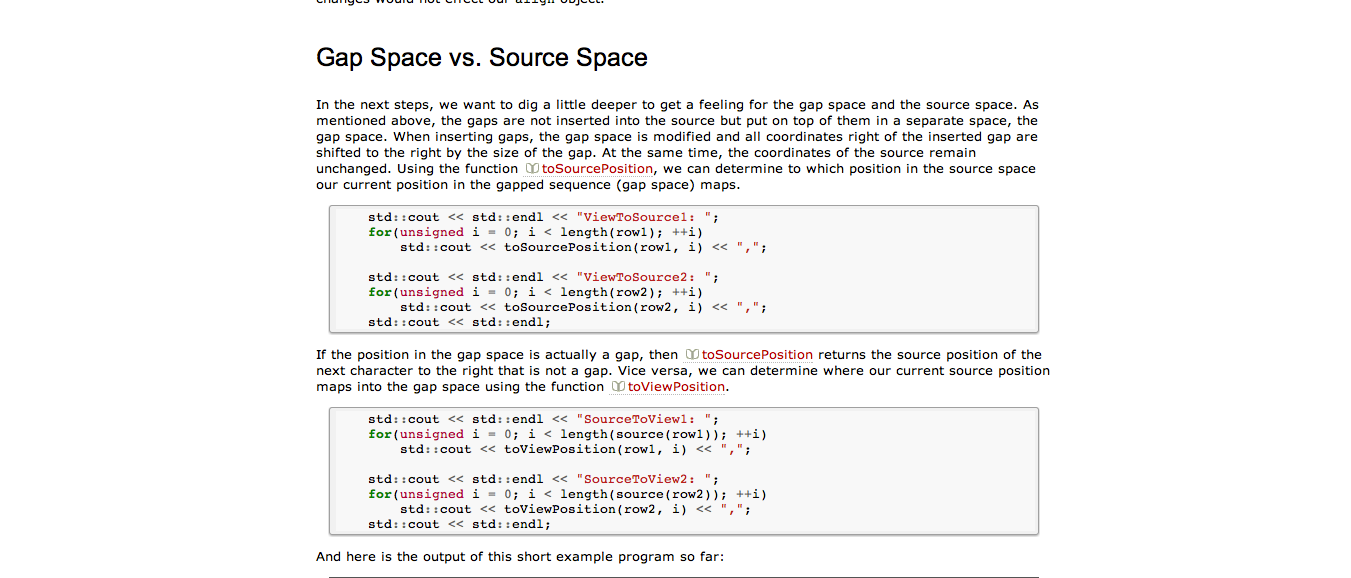 changes would not effect our align object.
Gap Space vs. Source Space
In the next steps, we want to dig a little deeper to get a feeling for the gap space and the source space. As
mentioned above, the gaps are not inserted into the source but put on top of them in a separate space, the
gap space. When inserting gaps, the gap space is modified and all coordinates right of the inserted gap are
shifted to the right by the size of the gap. At the same time, the coordinates of the source remain
unchanged. Using the function toSourcePosition, we can determine to which position in the source space
our current position in the gapped sequence (gap space) maps.
std::cout << std::endl << "ViewToSource1: ";
for(unsigned i = 0; i < length(row1); ++i)
std::cout << toSourcePosition(row1, i) << ",";
std::cout << std::endl << "ViewToSource2: ";
for(unsigned i = 0; i < length(row2); ++i)
std::cout << toSourcePosition(row2, i) << ",";
std::cout << std::endl;
If the position in the gap space is actually a gap, then toSourcePosition returns the source position of the
next character to the right that is not a gap. Vice versa, we can determine where our current source position
maps into the gap space using the function toViewPosition.
std::cout << std::endl << "SourceToView1: ";
for(unsigned i = 0; i < length(source(row1)); ++i)
std::cout << toViewPosition(row1, i) << ",";
std::cout << std::endl << "SourceToView2: ";
for(unsigned i = 0; i < length(source(row2)); ++i)
std::cout << toViewPosition(row2, i) << ",";
std::cout << std::endl;
And here is the output of this short example program so far: